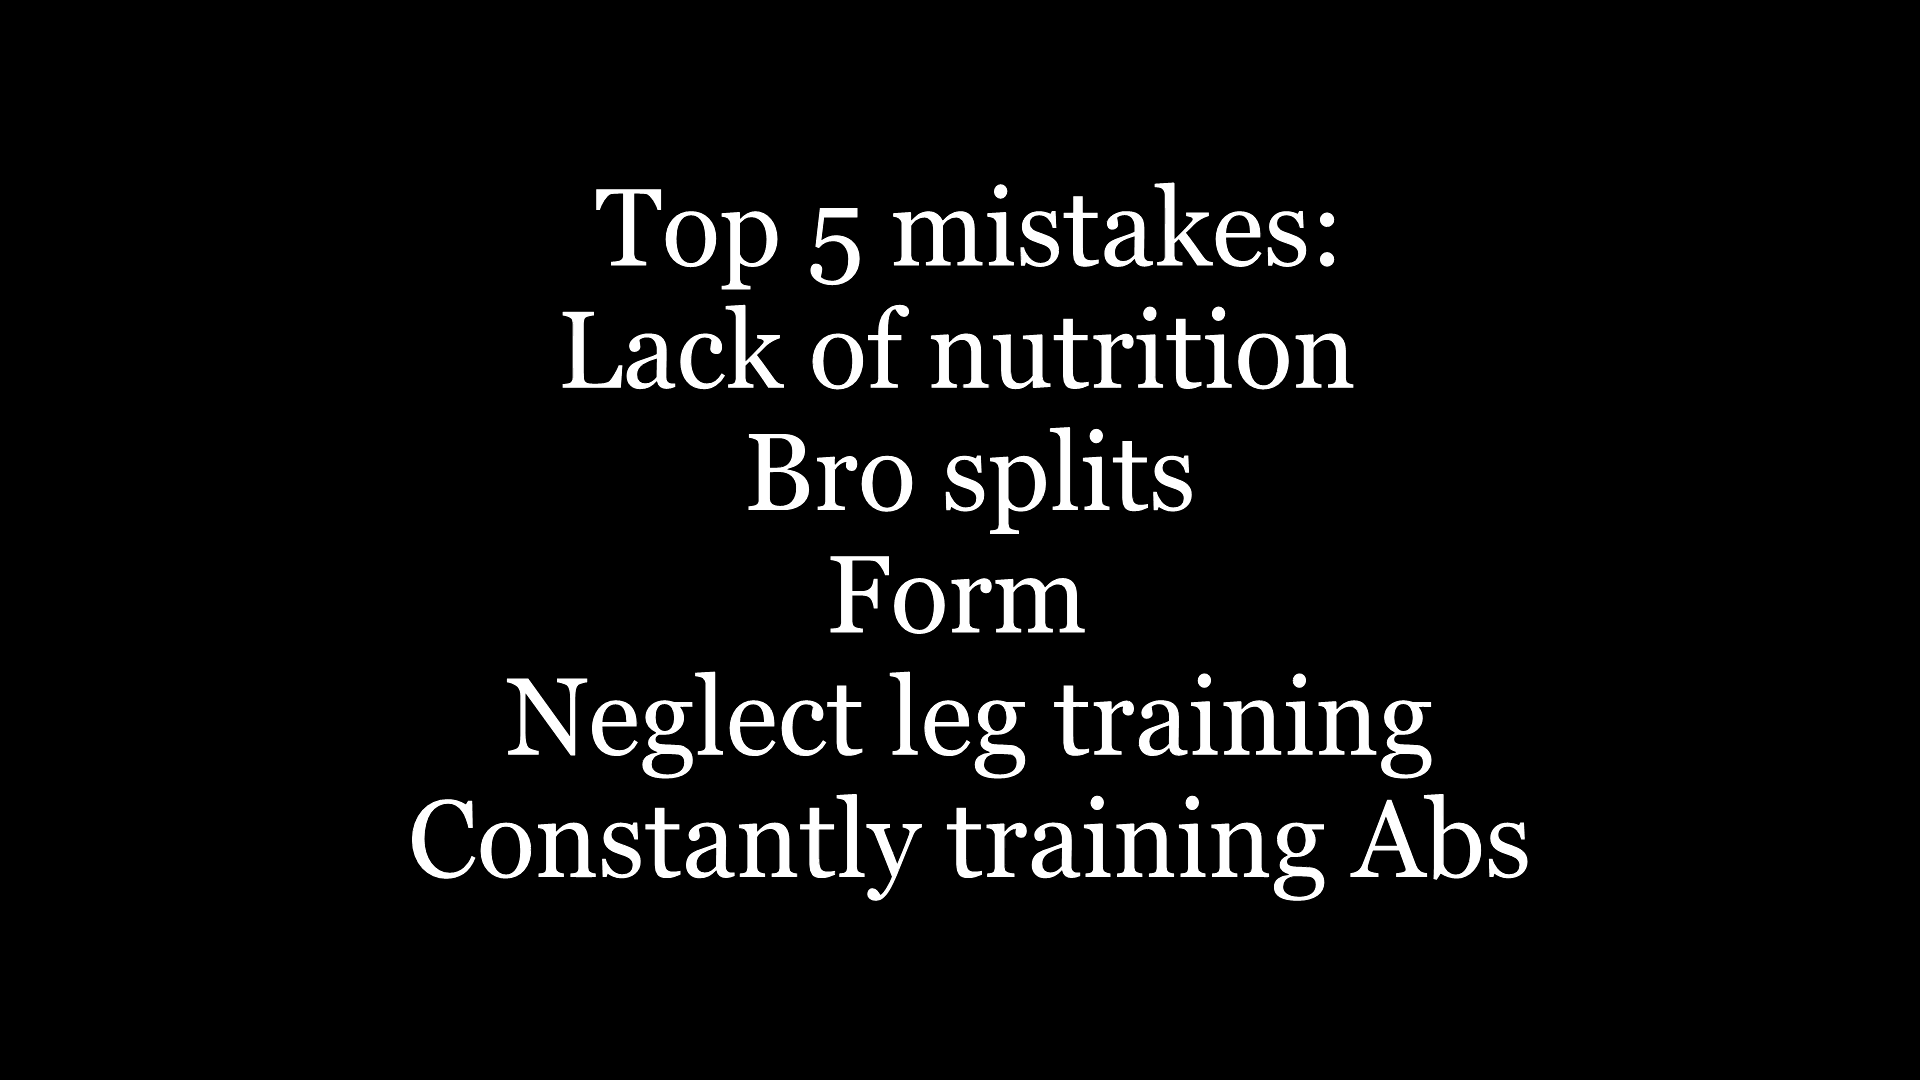 Top 5 mistakes:
Lack of nutrition
Bro splits
Form
Neglect leg training
Constantly training Abs